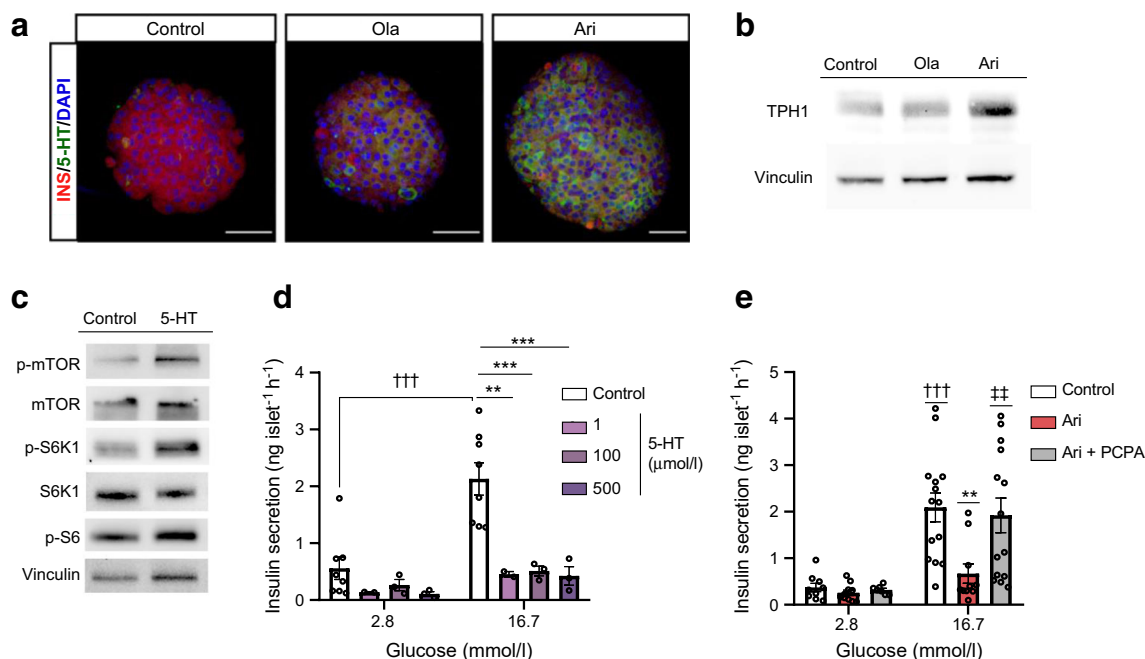 a
Control
Ola
Ari
INS/5-HT/DAPI
b
Control
Ola
Ari
TPH1
Vinculin
c
Control
5-HT
p-mTOR
mTOR
p-S6K1
S6K1
p-S6
Vinculin
d
Insulin secretion (ng islet⁻¹ h⁻¹)
4
3
2
1
0
†††
***
***
**
Control
1
100
500
5-HT
(μmol/l)
2.8
16.7
Glucose (mmol/l)
e
Insulin secretion (ng islet⁻¹ h⁻¹)
5
4
3
2
1
0
†††
**
‡‡
Control
Ari
Ari + PCPA
2.8
16.7
Glucose (mmol/l)